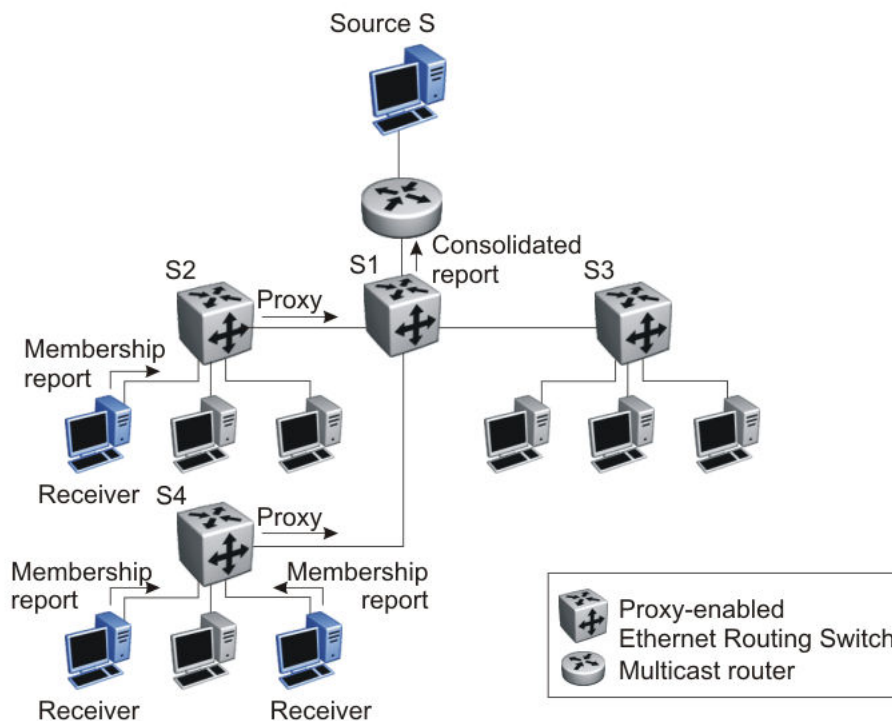 Source S
Consolidated
report
S2
S1
S3
Proxy
Membership
report
Receiver
S4
Proxy
Membership
report
Membership
report
Receiver
Receiver
Proxy-enabled
Ethernet Routing Switch
Multicast router